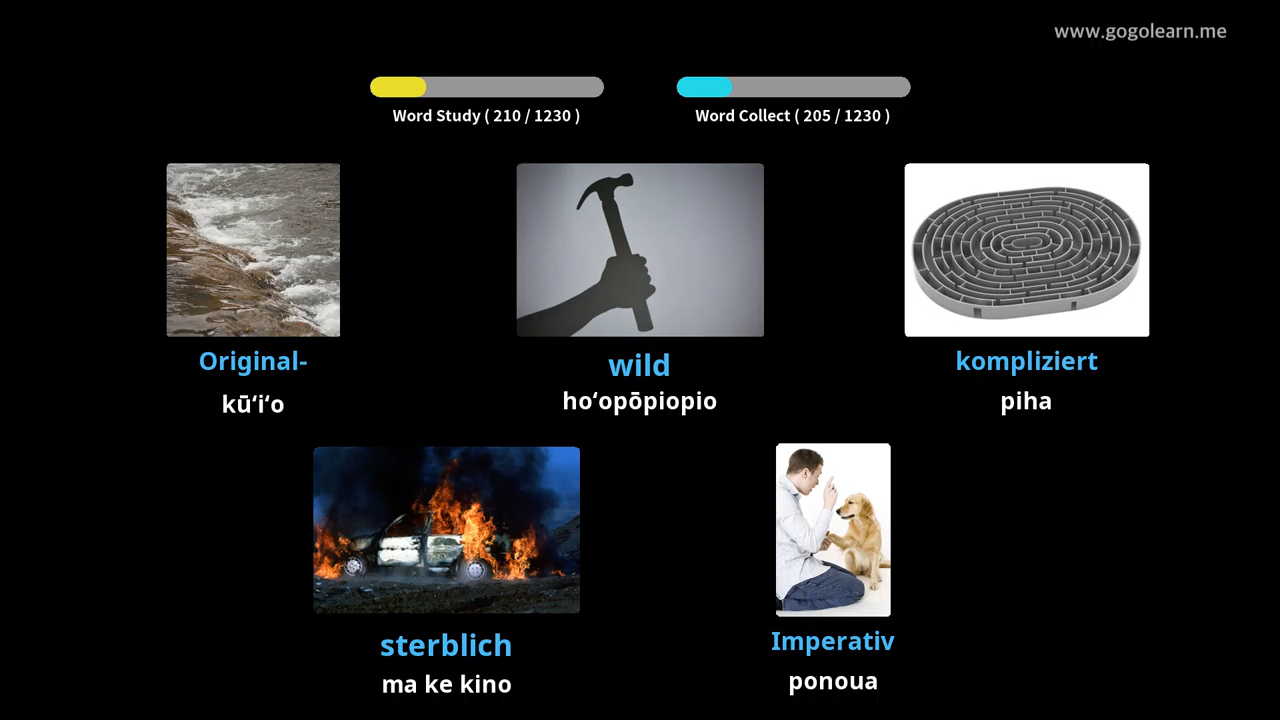 www.gogolearn.me
Word Study ( 210 / 1230 )
Word Collect ( 205 / 1230 )
Original-
kūʻiʻo
wild
hoʻopōpiopio
kompliziert
piha
sterblich
ma ke kino
Imperativ
ponoua